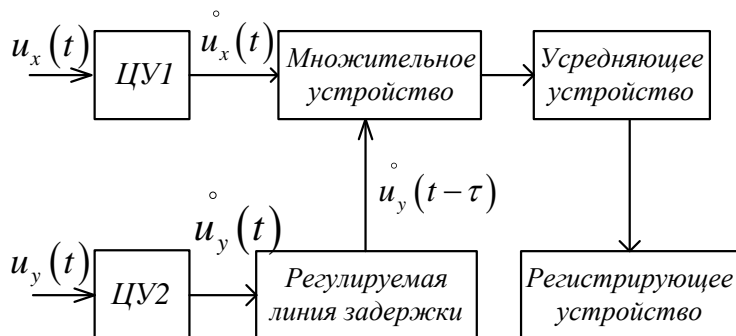 u_x(t)
ЦУ1
ů_x(t)
Множительное
устройство
Усредняющее
устройство
ů_y(t − τ)
u_y(t)
ЦУ2
ů_y(t)
Регулируемая
линия задержки
Регистрирующее
устройство